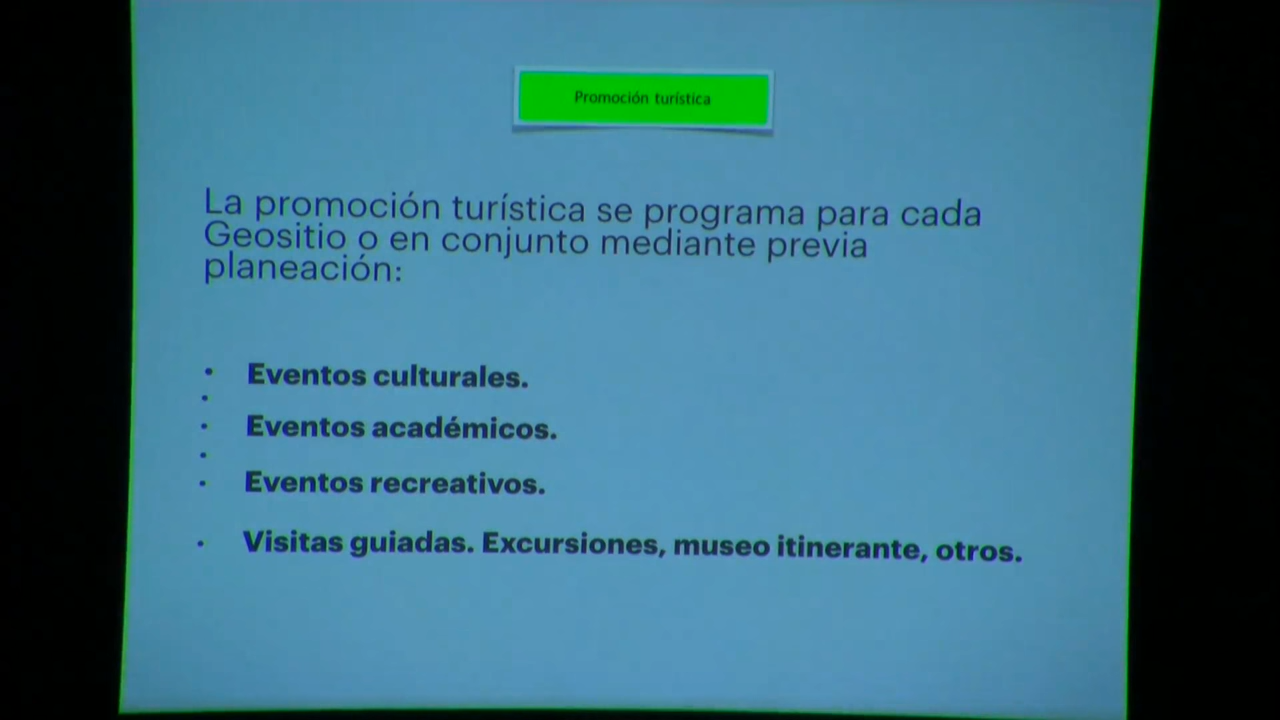 Promoción turística
La promoción turística se programa para cada
Geositio o en conjunto mediante previa
planeación:
• Eventos culturales.
•
• Eventos académicos.
•
• Eventos recreativos.
• Visitas guiadas. Excursiones, museo itinerante, otros.